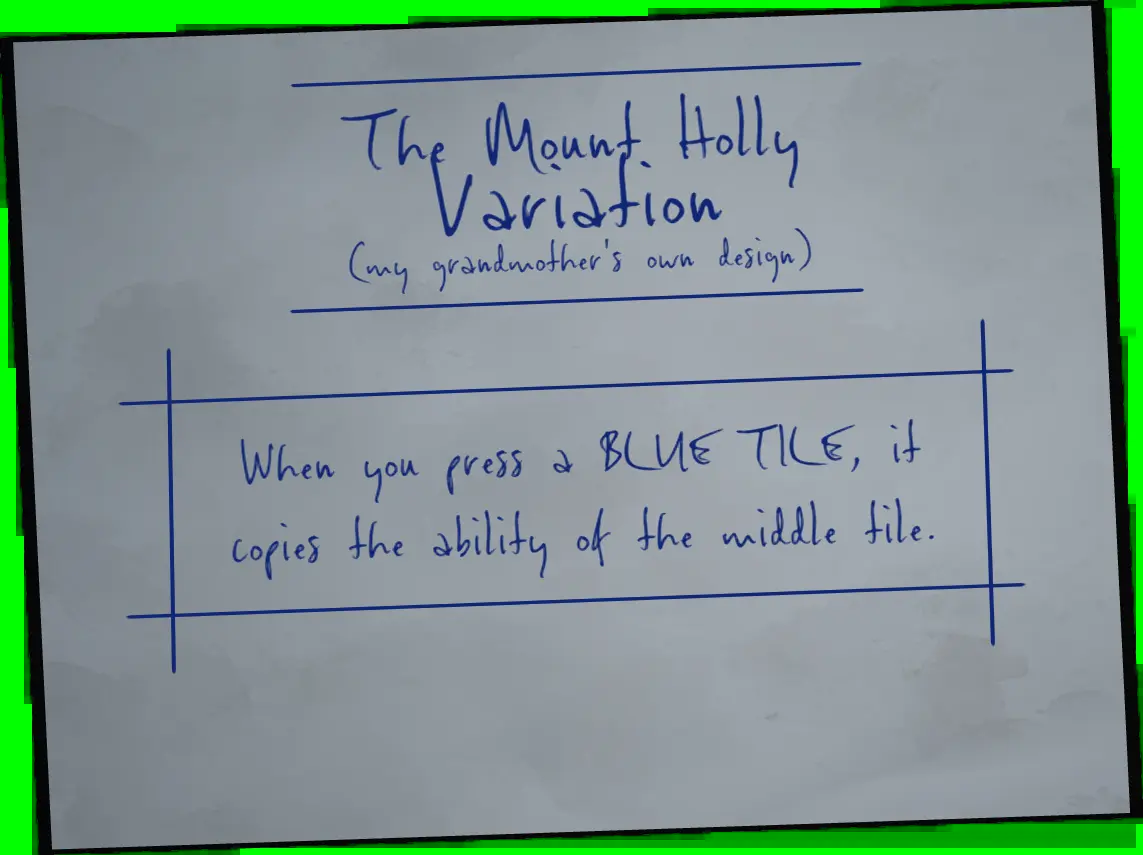 The Mount Holly
Variation
(my grandmother's own design)
When you press a BLUE TILE, it
copies the ability of the middle tile.